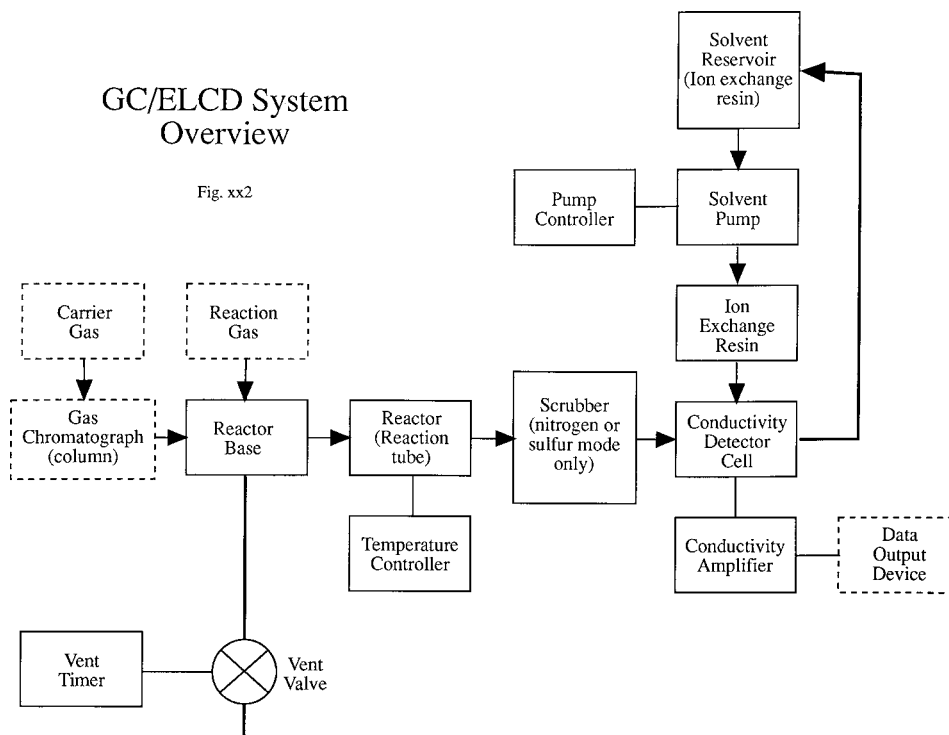 GC/ELCD System
Overview
Fig. xx2
Solvent
Reservoir
(Ion exchange
resin)
Pump
Controller
Solvent
Pump
Carrier
Gas
Reaction
Gas
Ion
Exchange
Resin
Gas
Chromatograph
(column)
Reactor
Base
Reactor
(Reaction
tube)
Scrubber
(nitrogen or
sulfur mode
only)
Conductivity
Detector
Cell
Temperature
Controller
Conductivity
Amplifier
Data
Output
Device
Vent
Timer
Vent
Valve